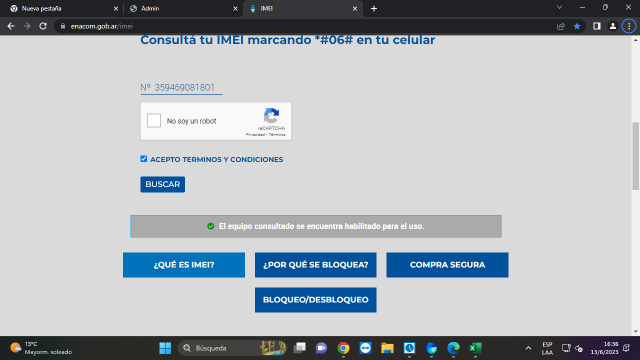 Nueva pestaña
Admin
IMEI
enacom.gob.ar/imei
Consultá tu IMEI marcando *#06# en tu celular
Nº 359469081801
No soy un robot
reCAPTCHA
Privacidad - Términos
ACEPTO TERMINOS Y CONDICIONES
BUSCAR
El equipo consultado se encuentra habilitado para el uso.
¿QUÉ ES IMEI?
¿POR QUÉ SE BLOQUEA?
COMPRA SEGURA
BLOQUEO/DESBLOQUEO
13°C
Mayorm. soleado
Búsqueda
ESP
LAA
16:36
13/6/2023